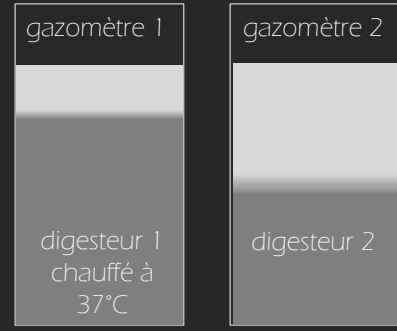 gazomètre 1
digesteur 1
chauffé à
37°C
gazomètre 2
digesteur 2